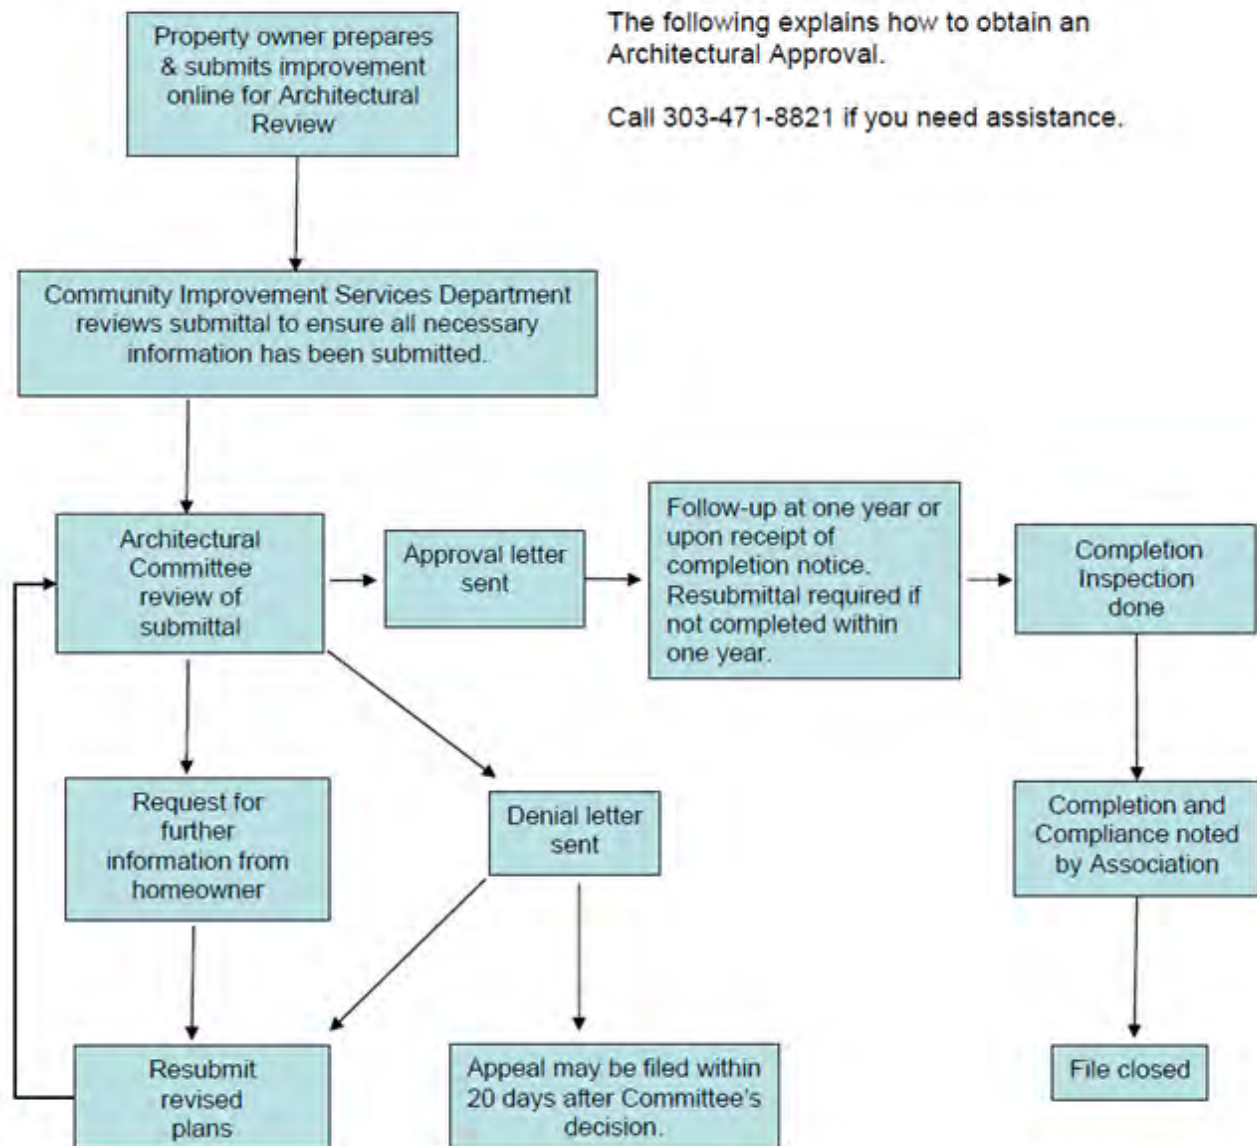 Property owner prepares
& submits improvement
online for Architectural
Review
The following explains how to obtain an
Architectural Approval.
Call 303-471-8821 if you need assistance.
Community Improvement Services Department
reviews submittal to ensure all necessary
information has been submitted.
Architectural
Committee
review of
submittal
Approval letter
sent
Follow-up at one year or
upon receipt of
completion notice.
Resubmittal required if
not completed within
one year.
Completion
Inspection
done
Request for
further
information from
homeowner
Denial letter
sent
Completion and
Compliance noted
by Association
Resubmit
revised
plans
Appeal may be filed within
20 days after Committee's
decision.
File closed